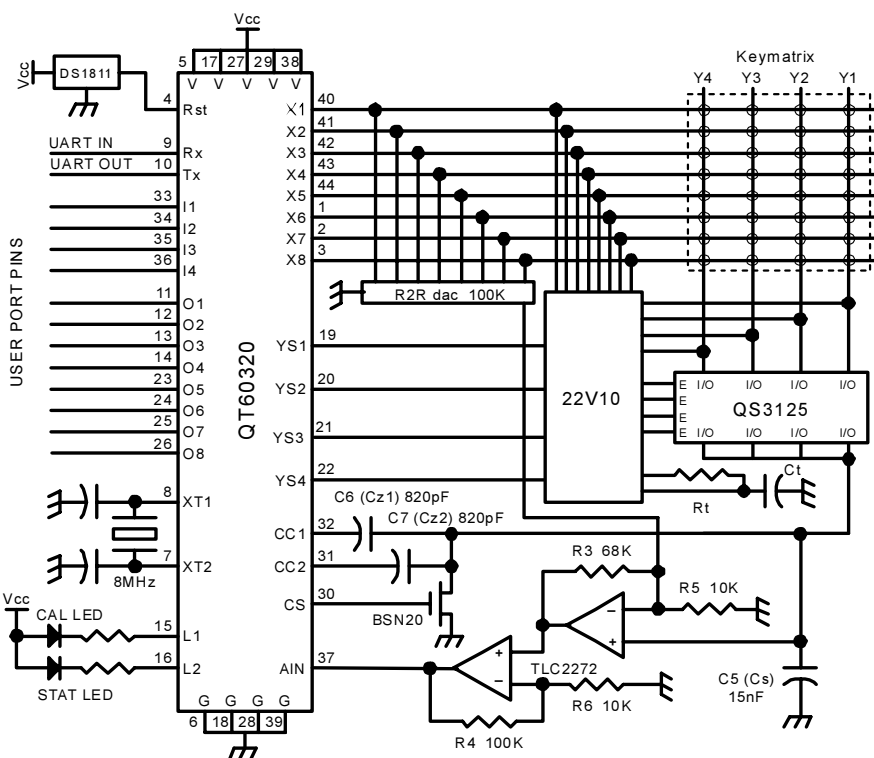 Vcc
5 17 27 29 38
V V V V V
Vcc
DS1811
4 Rst
UART IN 9 Rx
UART OUT 10 Tx
33 I1
34 I2
35 I3
36 I4
USER PORT PINS
11 O1
12 O2
13 O3
14 O4
23 O5
24 O6
25 O7
26 O8
8 XT1
7 XT2
8MHz
Vcc
CAL LED 15 L1
16 L2
STAT LED
QT60320
G G G G
6 18 28 39
X1 40
X2 41
X3 42
X4 43
X5 44
X6 1
X7 2
X8 3
R2R dac 100K
YS1 19
YS2 20
YS3 21
YS4 22
CC1 32
CC2 31
CS 30
AIN 37
C6 (Cz1) 820pF
C7 (Cz2) 820pF
BSN20
22V10
Keymatrix
Y4 Y3 Y2 Y1
E I/O I/O I/O I/O
E
QS3125
E
E I/O I/O I/O I/O
Rt
Ct
R3 68K
R5 10K
−
+
+
−
TLC2272
R6 10K
R4 100K
C5 (Cs)
15nF